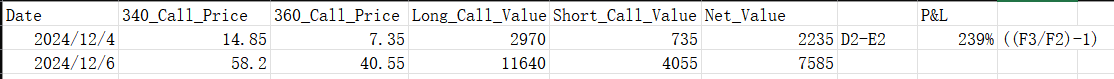 Date 340_Call_Price 360_Call_Price Long_Call_Value Short_Call_Value Net_Value P&L
2024/12/4 14.85 7.35 2970 735 2235 D2-E2 239% ((F3/F2)-1)
2024/12/6 58.2 40.55 11640 4055 7585